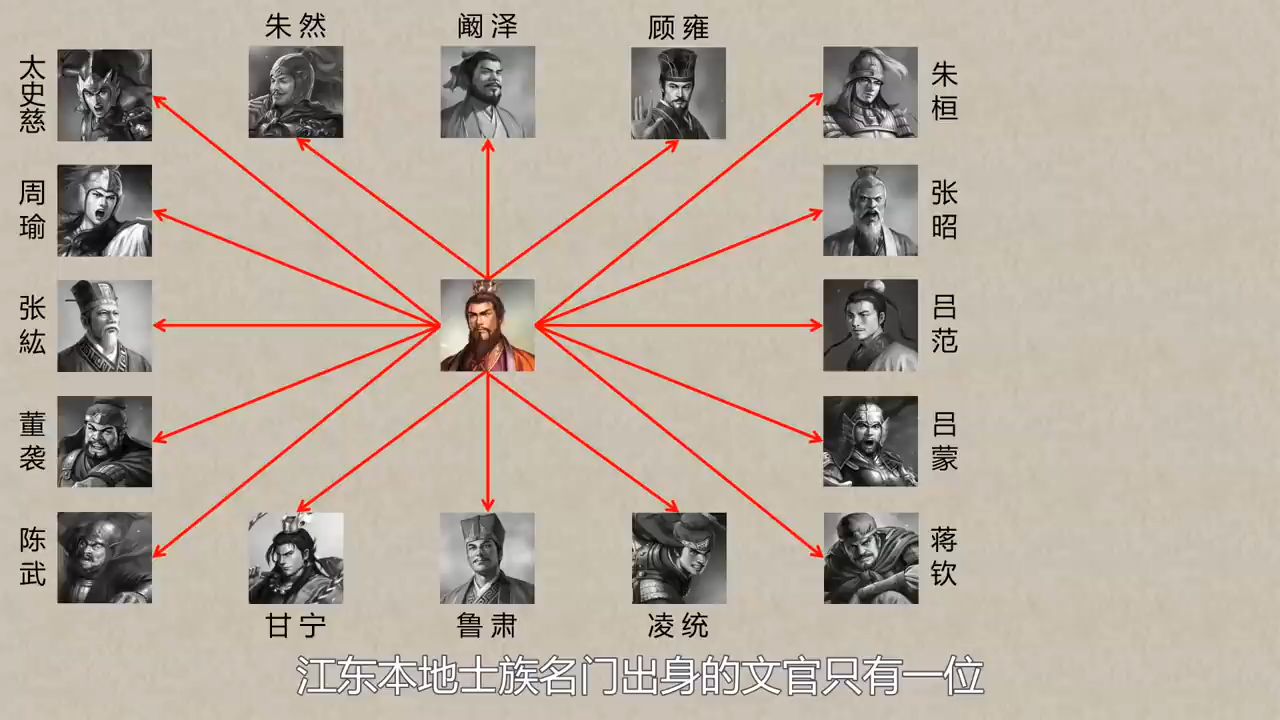 朱然
阚泽
顾雍
太史慈
朱桓
周瑜
张昭
张紘
吕范
董袭
吕蒙
陈武
蒋钦
甘宁
鲁肃
凌统
江东本地士族名门出身的文官只有一位